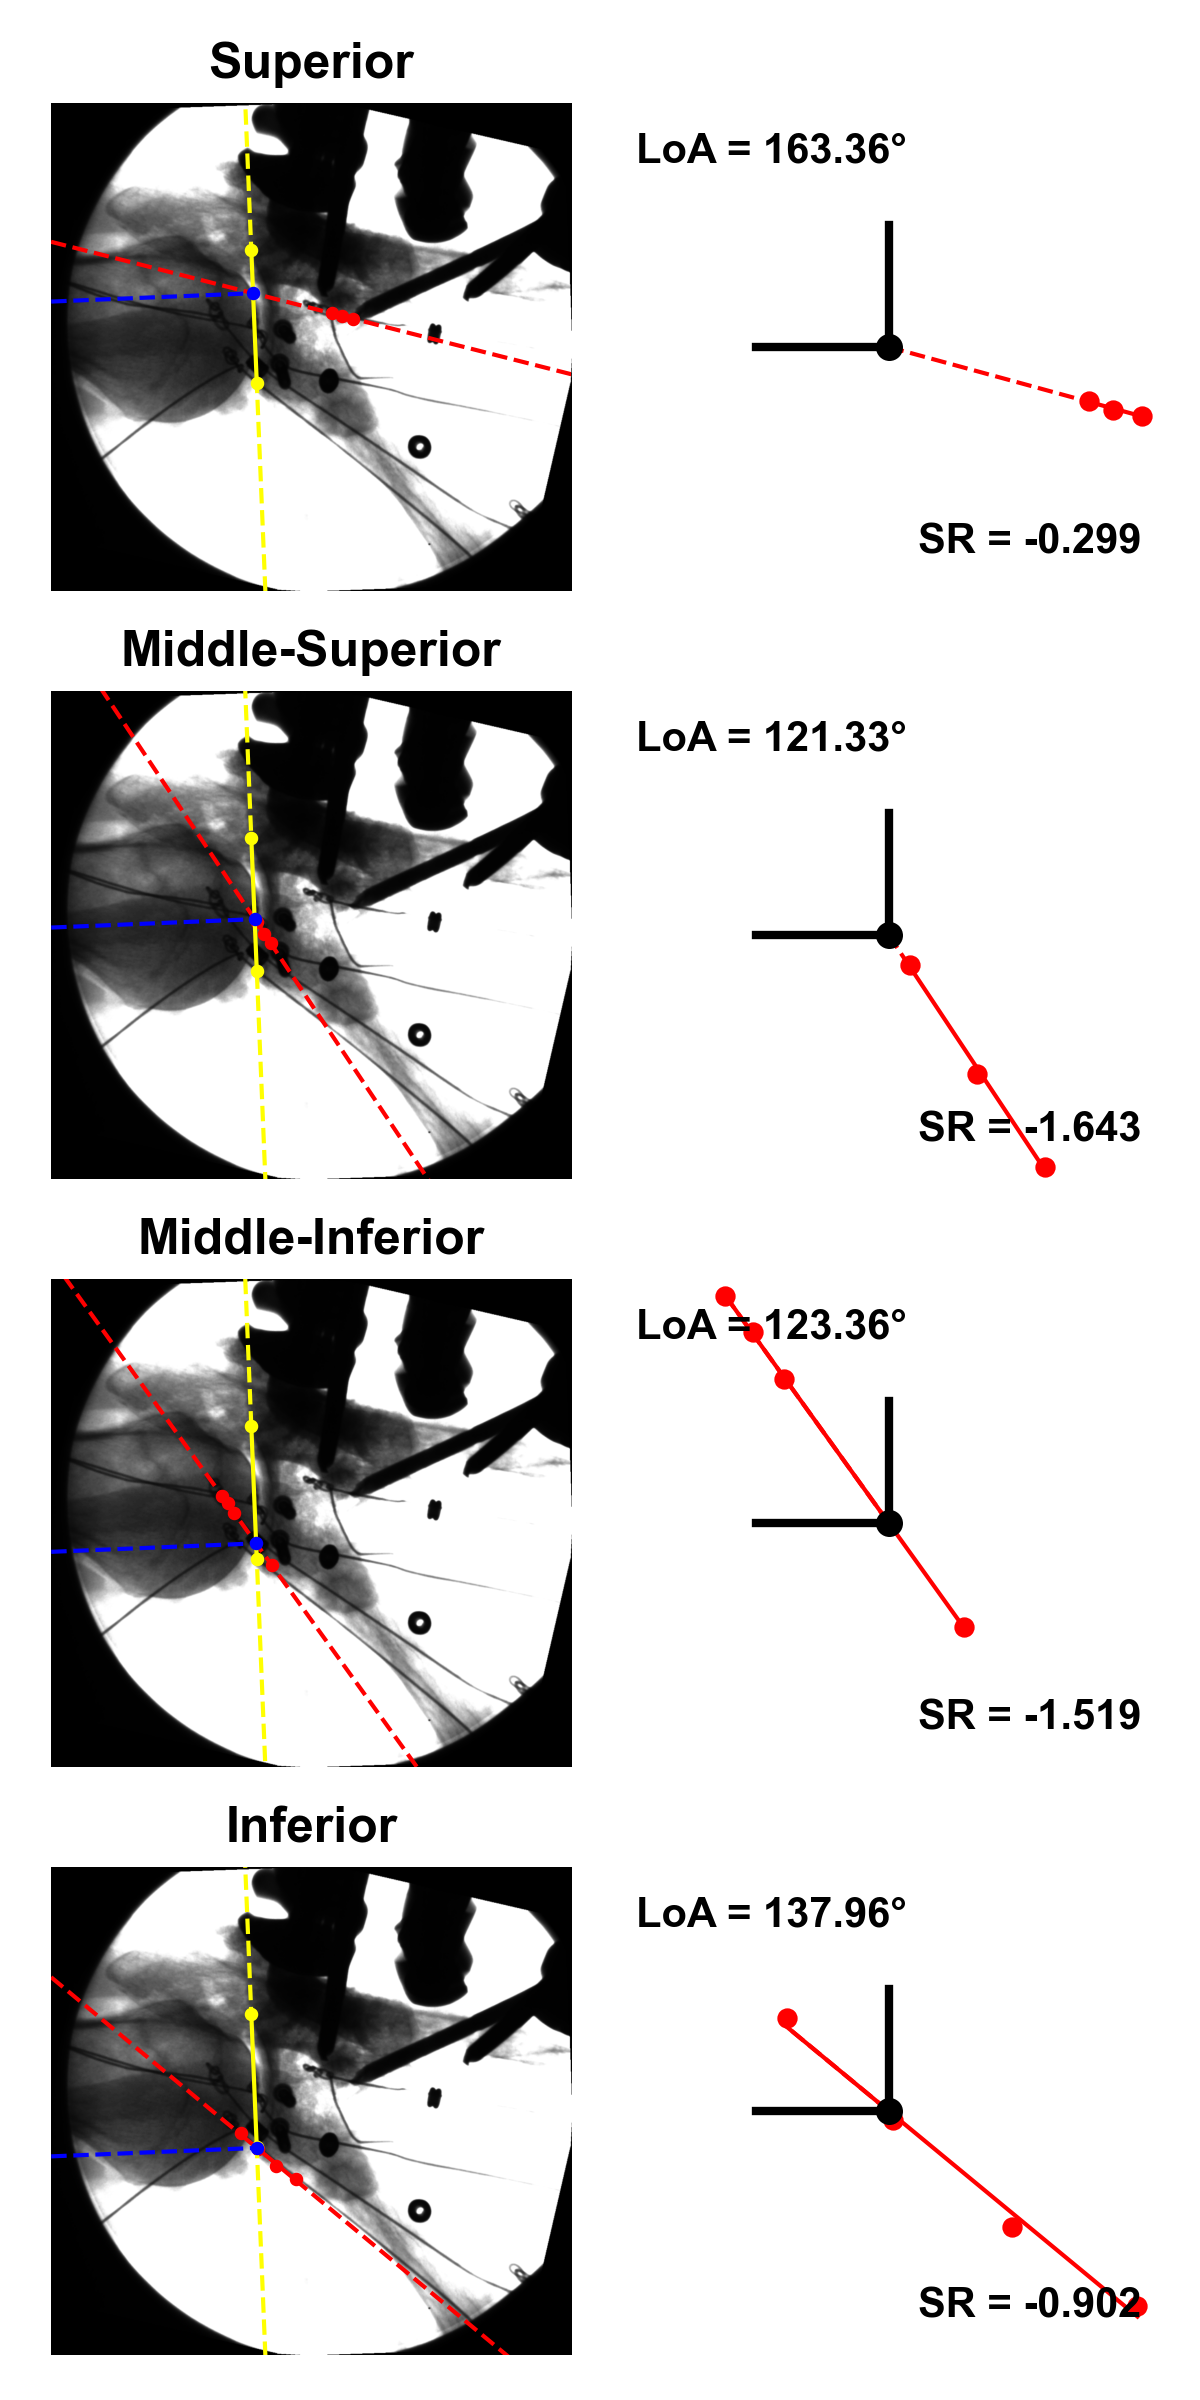 Superior
LoA = 163.36°
SR = -0.299
Middle-Superior
LoA = 121.33°
SR = -1.643
Middle-Inferior
LoA = 123.36°
SR = -1.519
Inferior
LoA = 137.96°
SR = -0.902